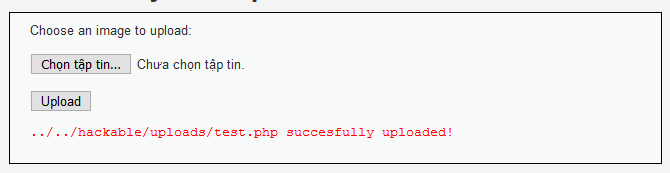 Choose an image to upload:
Chọn tập tin... Chưa chọn tập tin.
Upload
../../hackable/uploads/test.php succesfully uploaded!